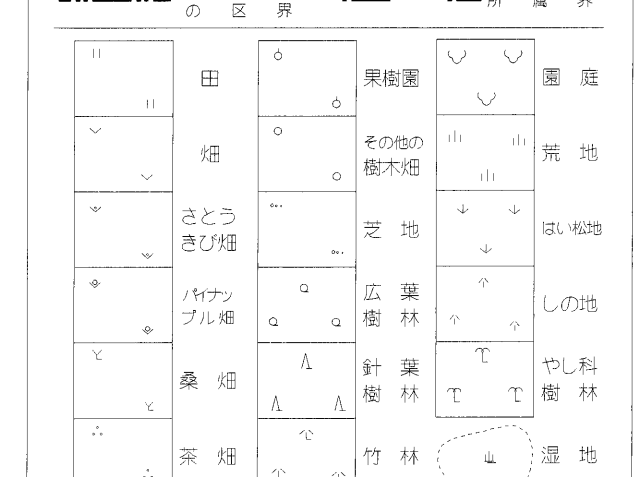 の区界
所属界
田
果樹園
園庭
畑
その他の
樹木畑
荒地
さとう
きび畑
芝地
はい松地
パイナッ
プル畑
広葉
樹林
しの地
桑畑
針葉
樹林
やし科
樹林
茶畑
竹林
湿地